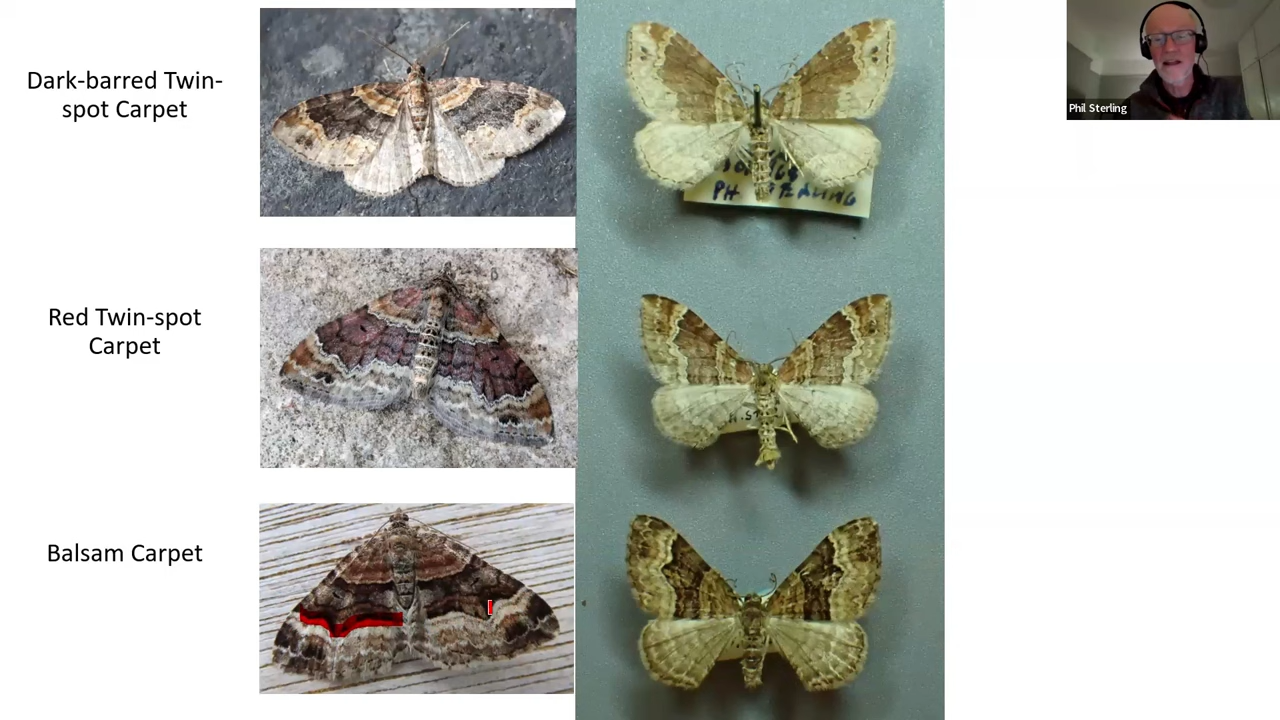 Dark-barred Twin-
spot Carpet
Phil Sterling
Red Twin-spot
Carpet
Balsam Carpet